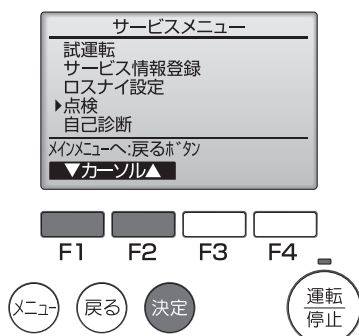 サービスメニュー
試運転
サービス情報登録
ロスナイ設定
▶点検
自己診断
メインメニューへ:戻るボタン
▼カーソル▲
F1 F2 F3 F4
メニュー 戻る 決定 運転
停止